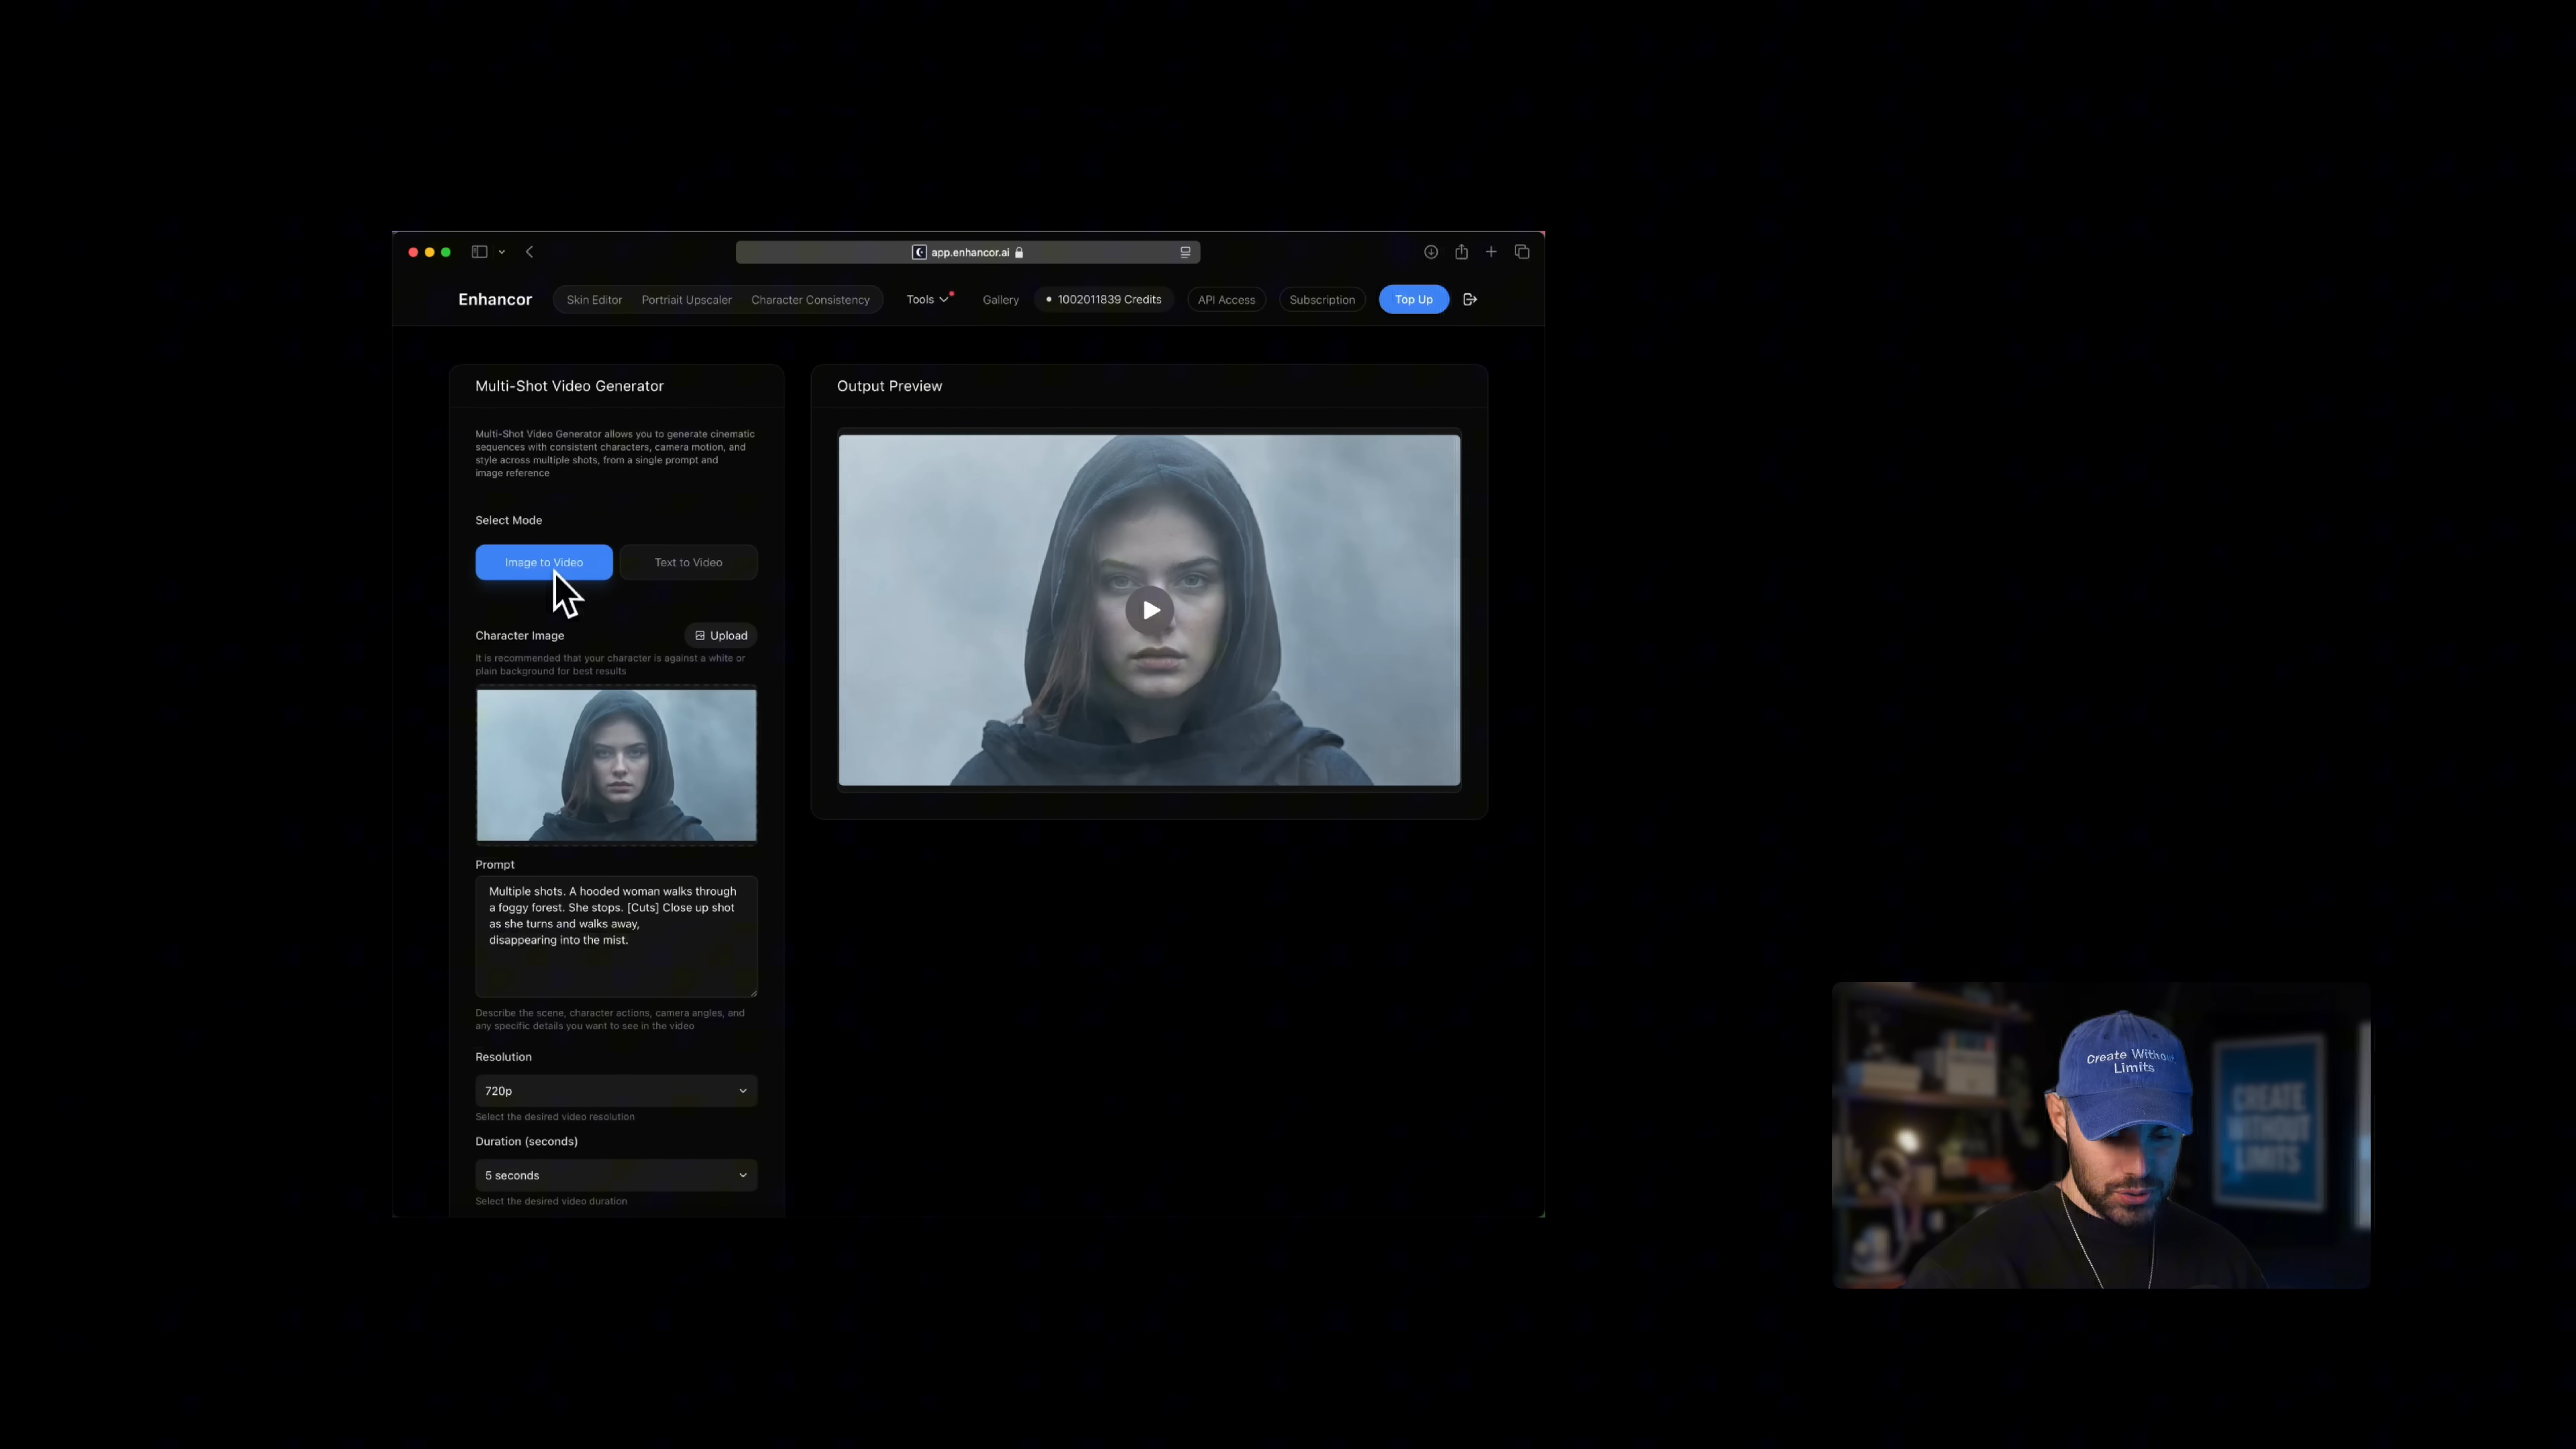 app.enhancor.ai
Enhancor
Skin Editor
Portriait Upscaler
Character Consistency
Tools
Gallery
1002011839 Credits
API Access
Subscription
Top Up
Multi-Shot Video Generator
Multi-Shot Video Generator allows you to generate cinematic
sequences with consistent characters, camera motion, and
style across multiple shots, from a single prompt and
image reference
Select Mode
Image to Video
Text to Video
Character Image
Upload
It is recommended that your character is against a white or
plain background for best results
Prompt
Multiple shots. A hooded woman walks through
a foggy forest. She stops. [Cuts] Close up shot
as she turns and walks away,
disappearing into the mist.
Describe the scene, character actions, camera angles, and
any specific details you want to see in the video
Resolution
720p
Select the desired video resolution
Duration (seconds)
5 seconds
Select the desired video duration
Output Preview
Create Without
Limits
CREATE
WITHOUT
LIMITS